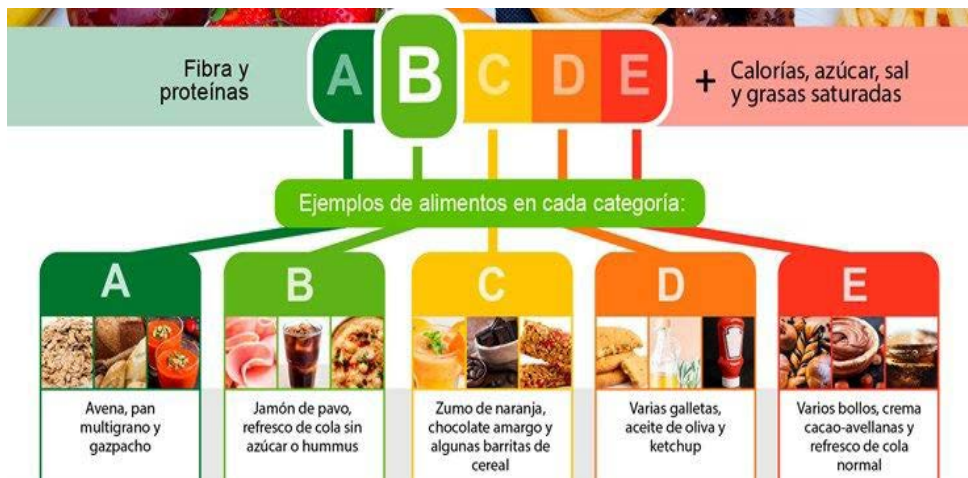 Fibra y
proteínas
A B C D E
+ Calorías, azúcar, sal
y grasas saturadas
Ejemplos de alimentos en cada categoría:
A
Avena, pan
multigrano y
gazpacho
B
Jamón de pavo,
refresco de cola sin
azúcar o hummus
C
Zumo de naranja,
chocolate amargo y
algunas barritas de
cereal
D
Varias galletas,
aceite de oliva y
ketchup
E
Varios bollos, crema
cacao-avellanas y
refresco de cola
normal